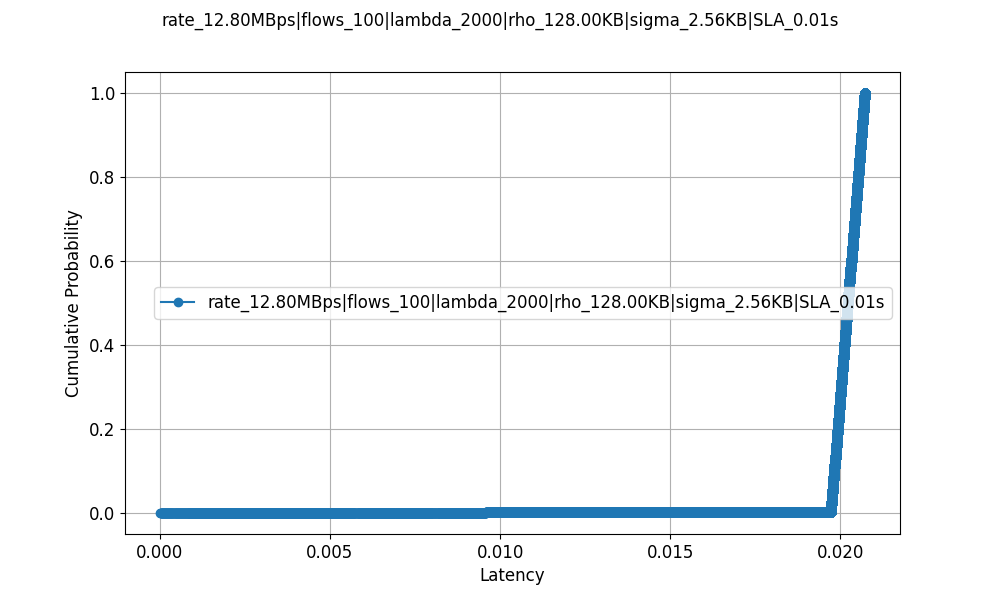 rate_12.80MBps|flows_100|lambda_2000|rho_128.00KB|sigma_2.56KB|SLA_0.01s
1.0
0.8
0.6
0.4
0.2
0.0
Cumulative Probability
rate_12.80MBps|flows_100|lambda_2000|rho_128.00KB|sigma_2.56KB|SLA_0.01s
0.000 0.005 0.010 0.015 0.020
Latency